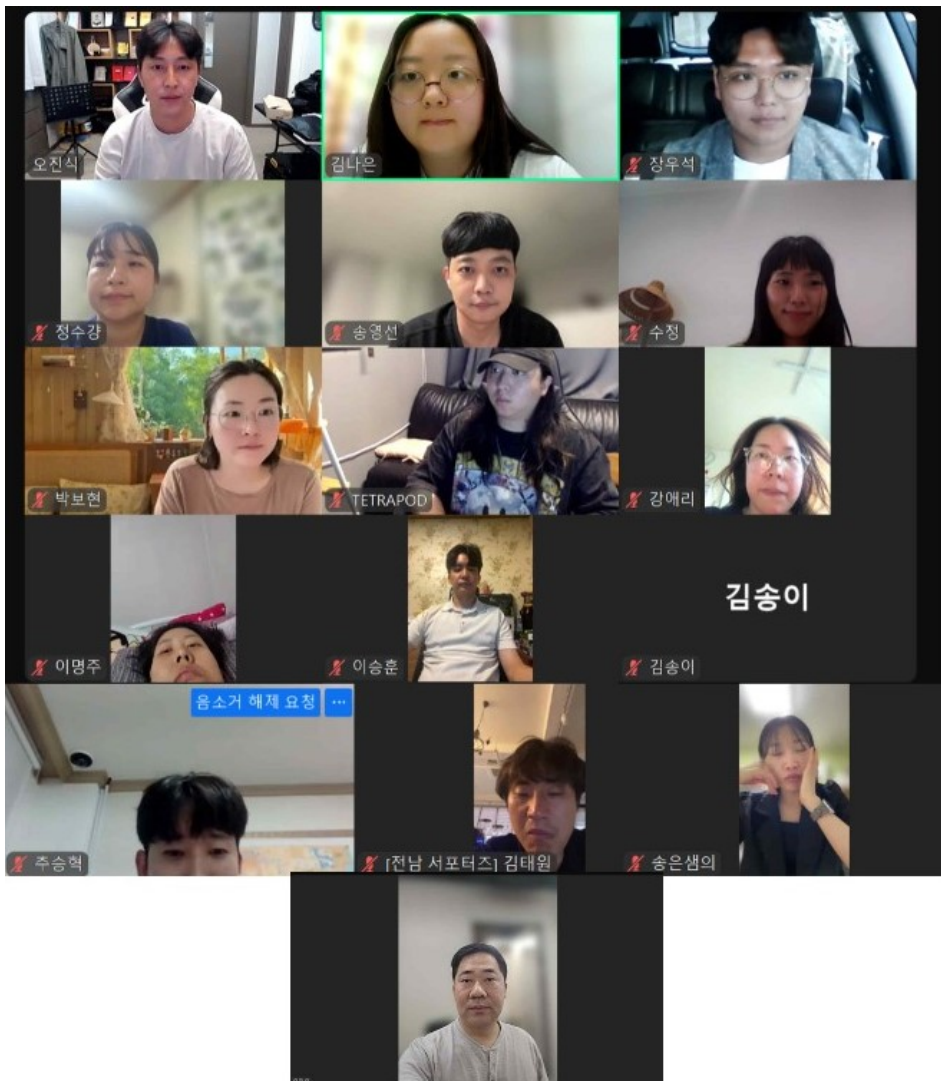 오진식
김나은
장우석
정수걍
송영선
수정
박보현
TETRAPOD
강애리
이명주
이승훈
김송이
김송이
음소거 해제 요청 ...
추승혁
[전남 서포터즈] 김태원
송은샘의